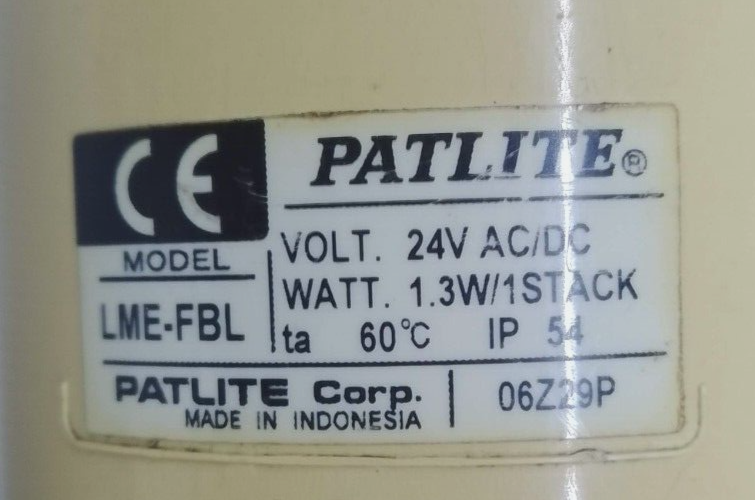 CE
PATLITE®
MODEL
LME-FBL
VOLT. 24V AC/DC
WATT. 1.3W/1STACK
ta 60°C IP 54
PATLITE Corp.
MADE IN INDONESIA
06Z29P